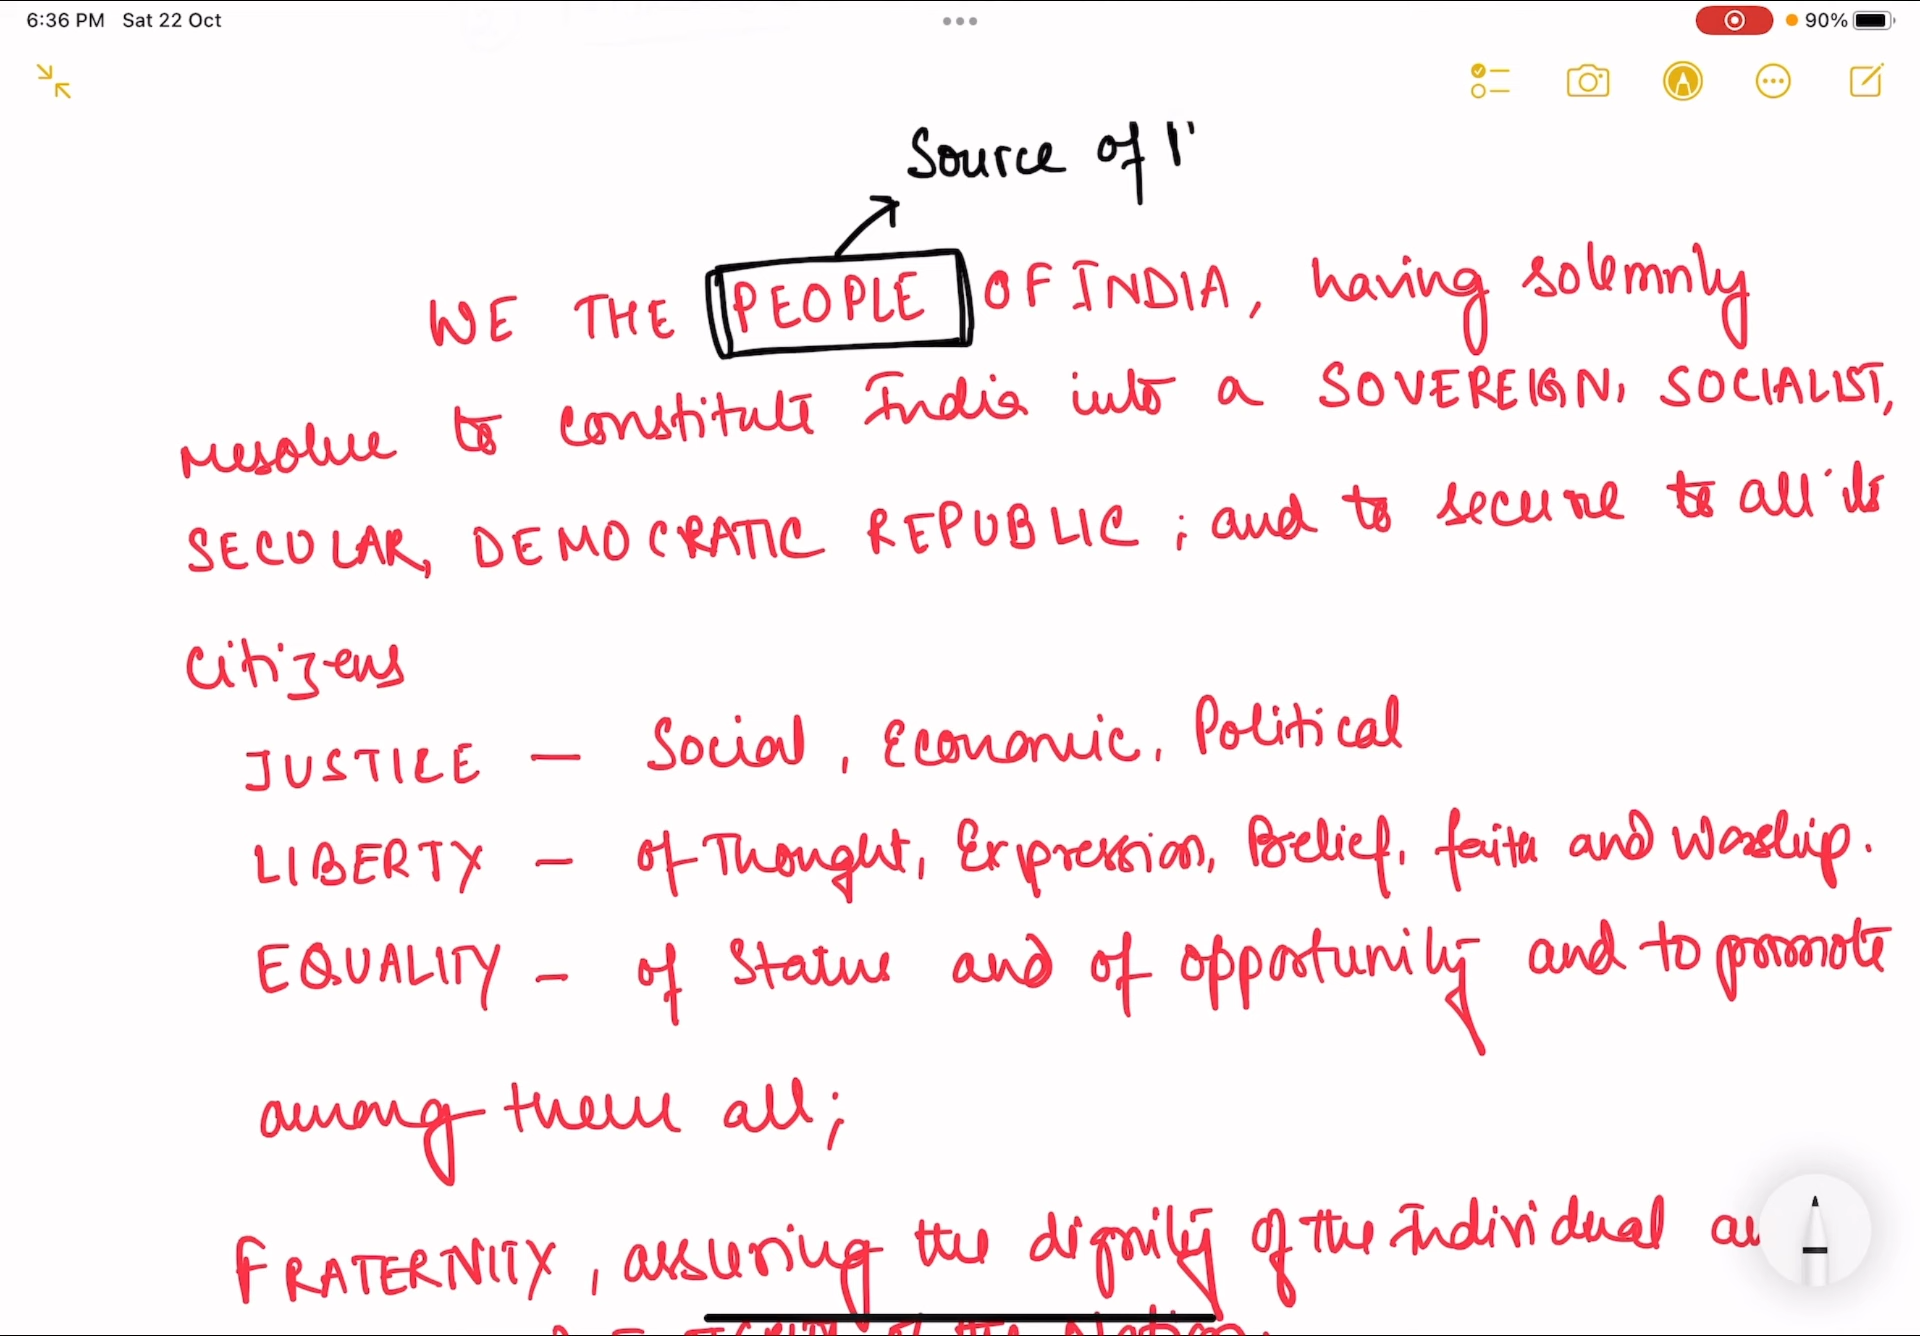 6:36 PM Sat 22 Oct
90%
Source of
WE THE PEOPLE OF INDIA, having solemnly
resolve to constitute India into a SOVEREIGN, SOCIALIST,
SECULAR, DEMOCRATIC REPUBLIC ; and to secure to all its
citizens
JUSTICE — Social, Economic, Political
LIBERTY — of Thought, Expression, Belief, faith and Worship.
EQUALITY — of Status and of opportunity and to promote
among them all;
FRATERNITY, assuring the dignity of the Individual
of the Nation.